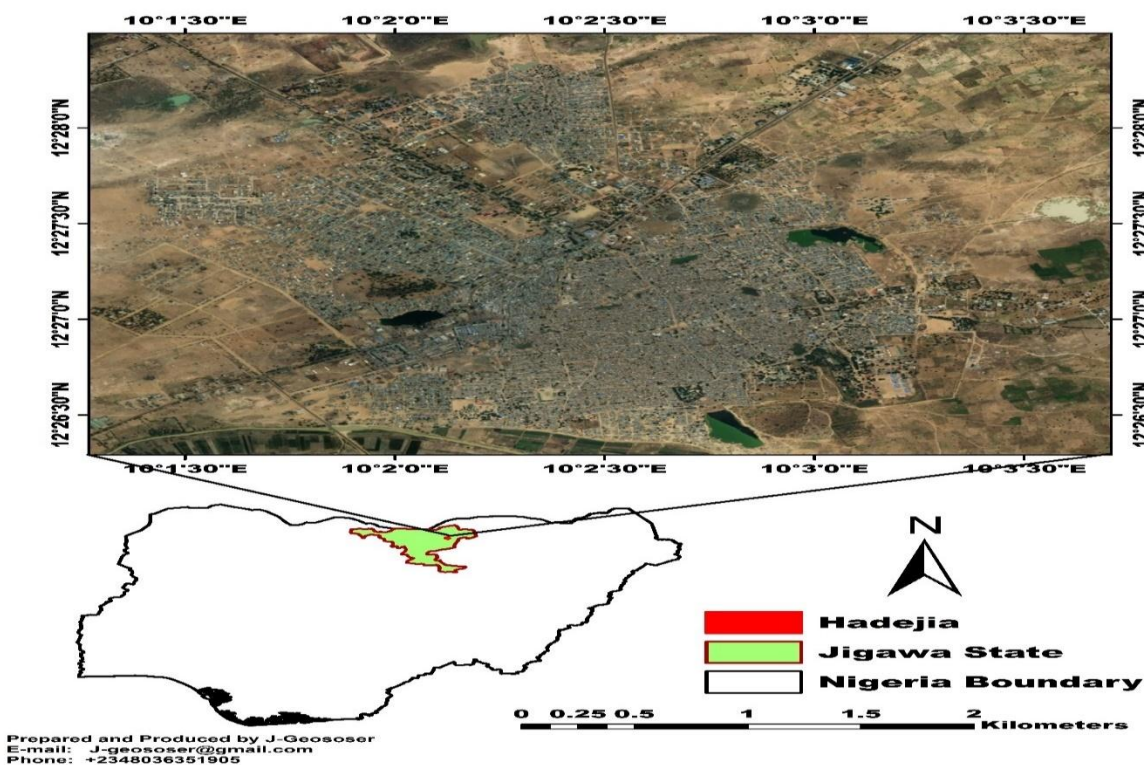 10°1'30"E 10°2'0"E 10°2'30"E 10°3'0"E 10°3'30"E
12°28'0"N 12°28'0"N
12°27'30"N 12°27'30"N
12°27'0"N 12°27'0"N
12°26'30"N 12°26'30"N
10°1'30"E 10°2'0"E 10°2'30"E 10°3'0"E 10°3'30"E
N
Hadejia
Jigawa State
Nigeria Boundary
0 0.25 0.5 1 1.5 2
Kilometers
Prepared and Produced by J-Geososer
E-mail: J-geososer@gmail.com
Phone: +2348036351905